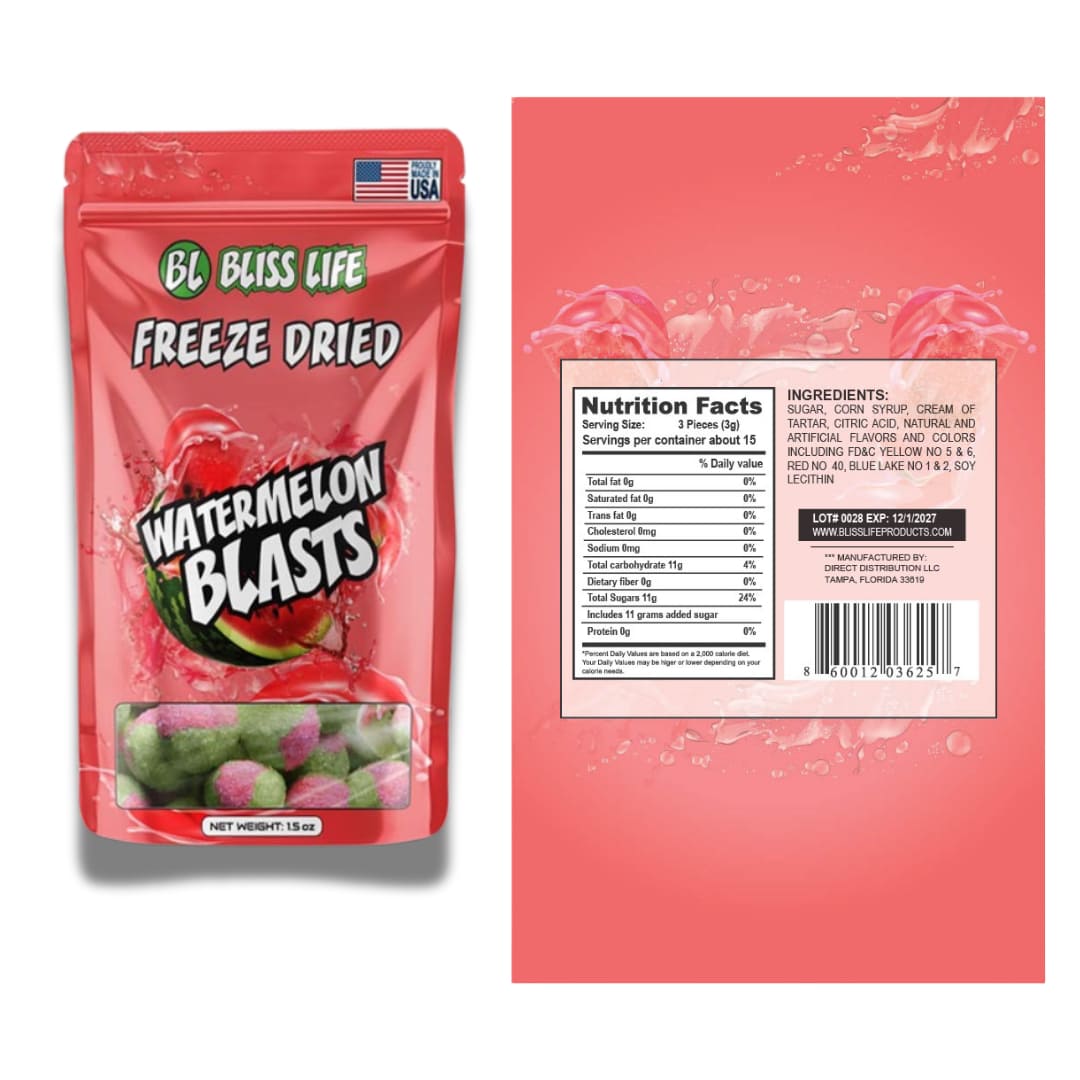 PROUDLY
MADE IN
USA
BL BLISS LIFE
FREEZE DRIED
WATERMELON
BLASTS
NET WEIGHT: 1.5 oz
Nutrition Facts
Serving Size: 3 Pieces (3g)
Servings per container about 15
% Daily value
Total fat 0g 0%
Saturated fat 0g 0%
Trans fat 0g 0%
Cholesterol 0mg 0%
Sodium 0mg 0%
Total carbohydrate 11g 4%
Dietary fiber 0g 0%
Total Sugars 11g 24%
Includes 11 grams added sugar
Protein 0g 0%
*Percent Daily Values are based on a 2,000 calorie diet.
Your Daily Values may be higer or lower depending on your
calorie needs.
INGREDIENTS:
SUGAR, CORN SYRUP, CREAM OF
TARTAR, CITRIC ACID, NATURAL AND
ARTIFICIAL FLAVORS AND COLORS
INCLUDING FD&C YELLOW NO 5 & 6,
RED NO 40, BLUE LAKE NO 1 & 2, SOY
LECITHIN
LOT# 0028 EXP: 12/1/2027
WWW.BLISSLIFEPRODUCTS.COM
*** MANUFACTURED BY:
DIRECT DISTRIBUTION LLC
TAMPA, FLORIDA 33619
8 60012 03625 7